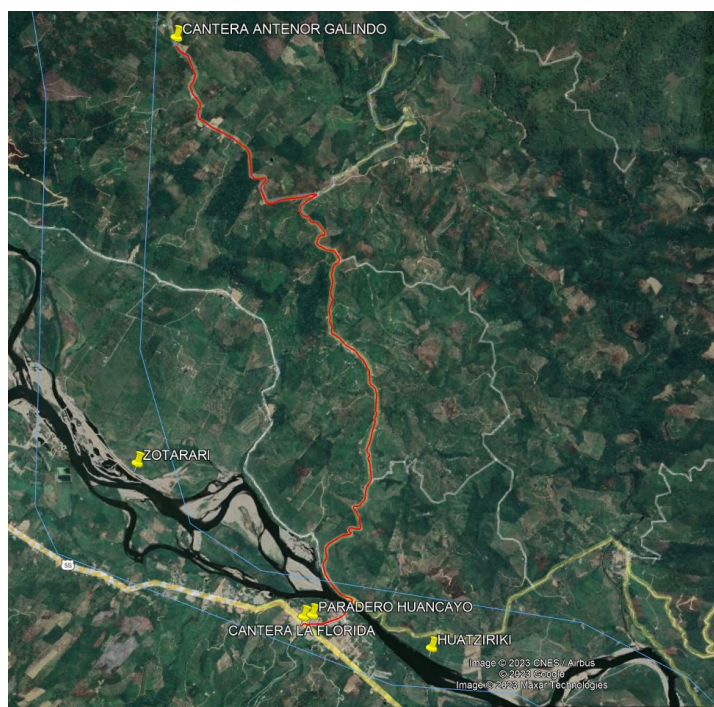 CANTERA ANTENOR GALINDO
ZOTARARI
5S
PARADERO HUANCAYO
CANTERA LA FLORIDA
HUATZIRIKI
Image © 2023 CNES / Airbus
© 2023 Google
Image © 2023 Maxar Technologies